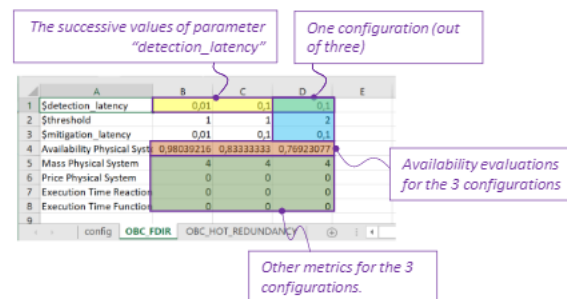 The successive values of parameter
“detection_latency”
One configuration (out
of three)
A B C D E
1 $detection_latency 0,01 0,1 0,1
2 $threshold 1 1 2
3 $mitigation_latency 0,01 0,1 0,1
4 Availability Physical Syst 0,98039216 0,83333333 0,76923077
5 Mass Physical System 4 4 4
6 Price Physical System 0 0 0
7 Execution Time Reaction 0 0 0
8 Execution Time Function 0 0 0
9
Availability evaluations
for the 3 configurations
config OBC_FDIR OBC_HOT_REDUNDANCY
Other metrics for the 3
configurations.